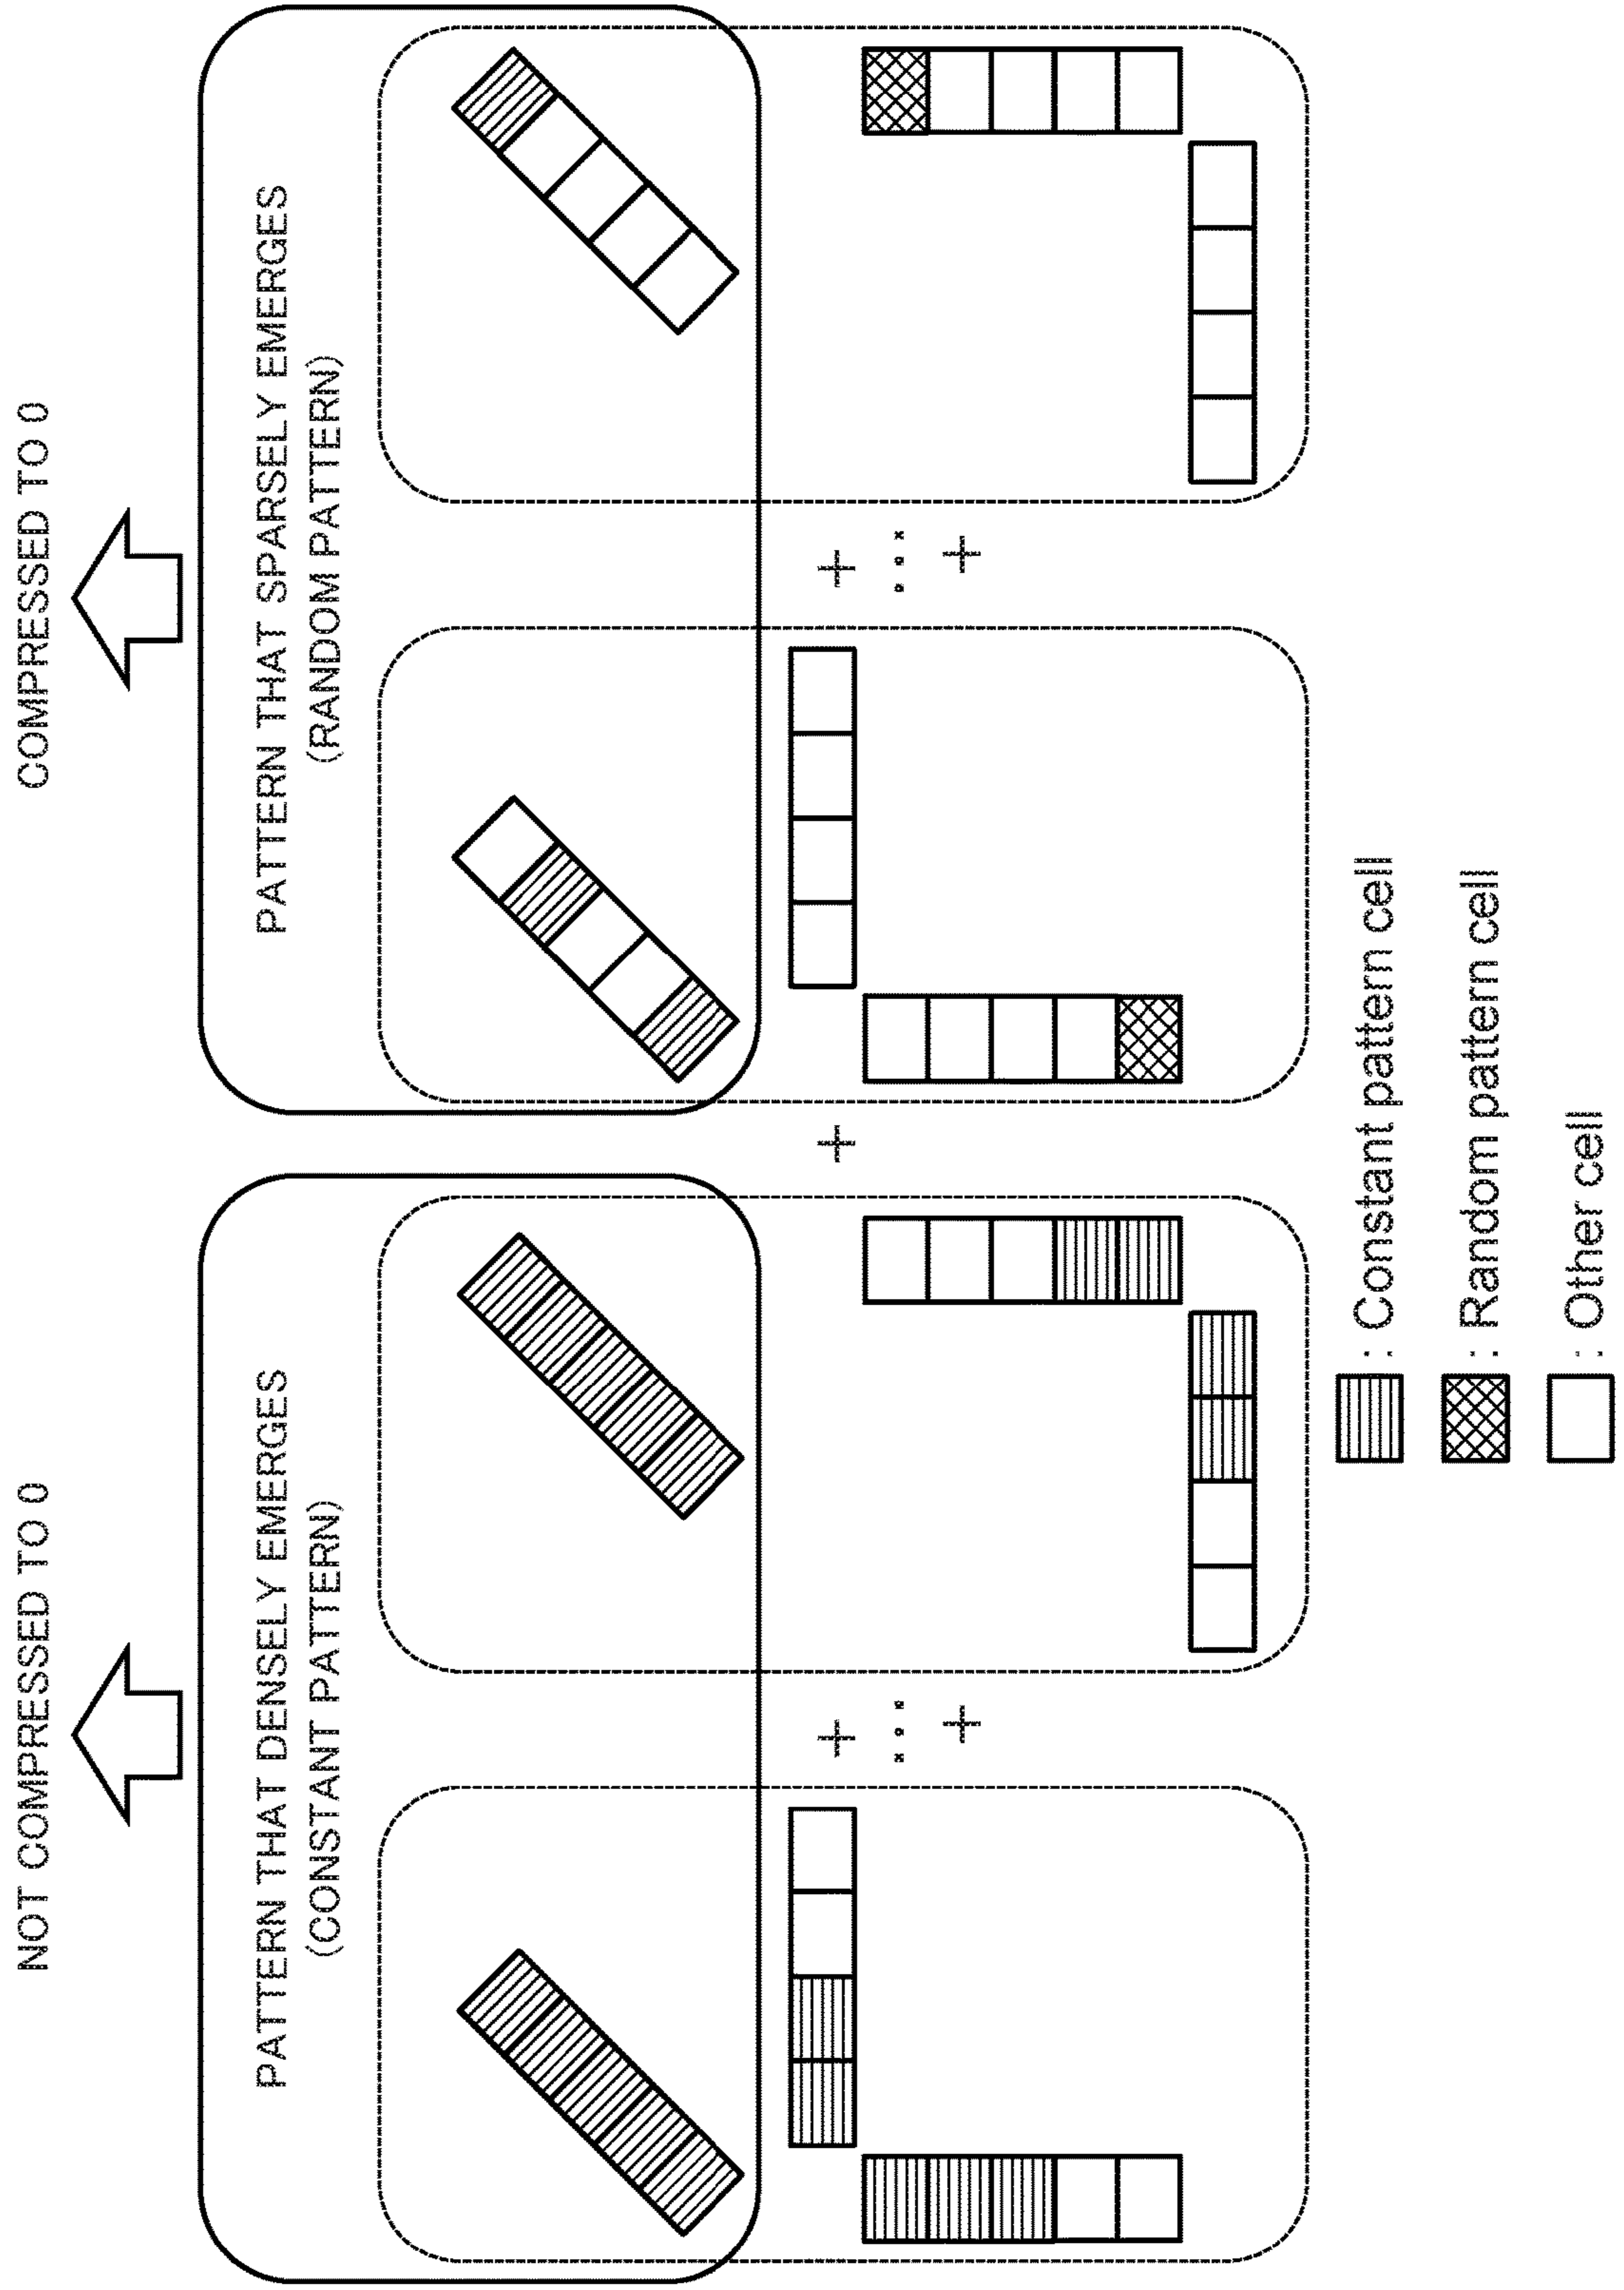 NOT COMPRESSED TO 0
COMPRESSED TO 0
PATTERN THAT DENSELY EMERGES
(CONSTANT PATTERN)
PATTERN THAT SPARSELY EMERGES
(RANDOM PATTERN)
+
+
+
+
+
: Constant pattern cell
: Random pattern cell
: Other cell